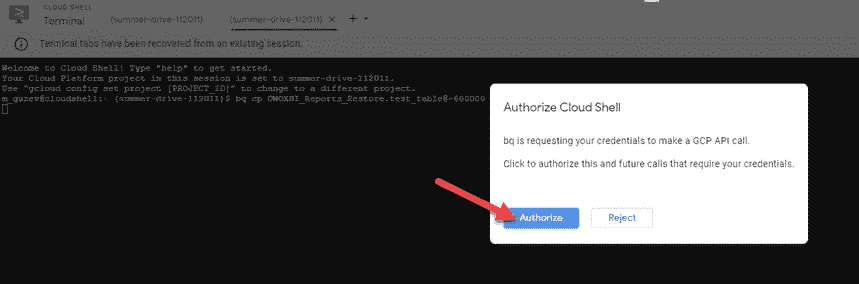 CLOUD SHELL
Terminal
(summer-drive-112011)
(summer-drive-112011) × +
Terminal tabs have been recovered from an existing session.
Welcome to Cloud Shell! Type "help" to get started.
Your Cloud Platform project in this session is set to summer-drive-112011.
Use "gcloud config set project [PROJECT_ID]" to change to a different project.
(summer-drive-112011)$ bq cp OWOXBI_Reports_Restore.test_table@-600000
Authorize Cloud Shell
bq is requesting your credentials to make a GCP API call.
Click to authorize this and future calls that require your credentials.
Authorize
Reject